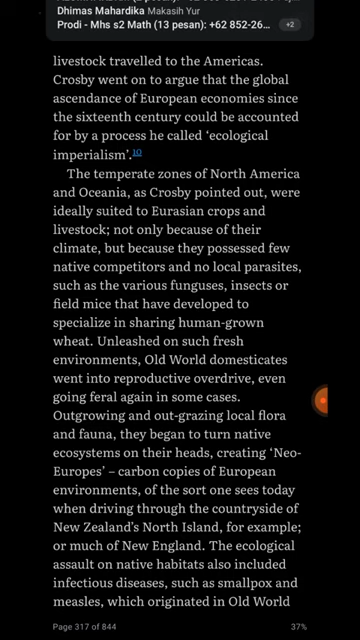 Dhimas Mahardika Makasih Yur
Prodi - Mhs s2 Math (13 pesan): +62 852-26...
+2
livestock travelled to the Americas.
Crosby went on to argue that the global
ascendance of European economies since
the sixteenth century could be accounted
for by a process he called ‘ecological
imperialism’.10
The temperate zones of North America
and Oceania, as Crosby pointed out, were
ideally suited to Eurasian crops and
livestock; not only because of their
climate, but because they possessed few
native competitors and no local parasites,
such as the various funguses, insects or
field mice that have developed to
specialize in sharing human-grown
wheat. Unleashed on such fresh
environments, Old World domesticates
went into reproductive overdrive, even
going feral again in some cases.
Outgrowing and out-grazing local flora
and fauna, they began to turn native
ecosystems on their heads, creating ‘Neo-
Europes’ – carbon copies of European
environments, of the sort one sees today
when driving through the countryside of
New Zealand’s North Island, for example;
or much of New England. The ecological
assault on native habitats also included
infectious diseases, such as smallpox and
measles, which originated in Old World
Page 317 of 844
37%